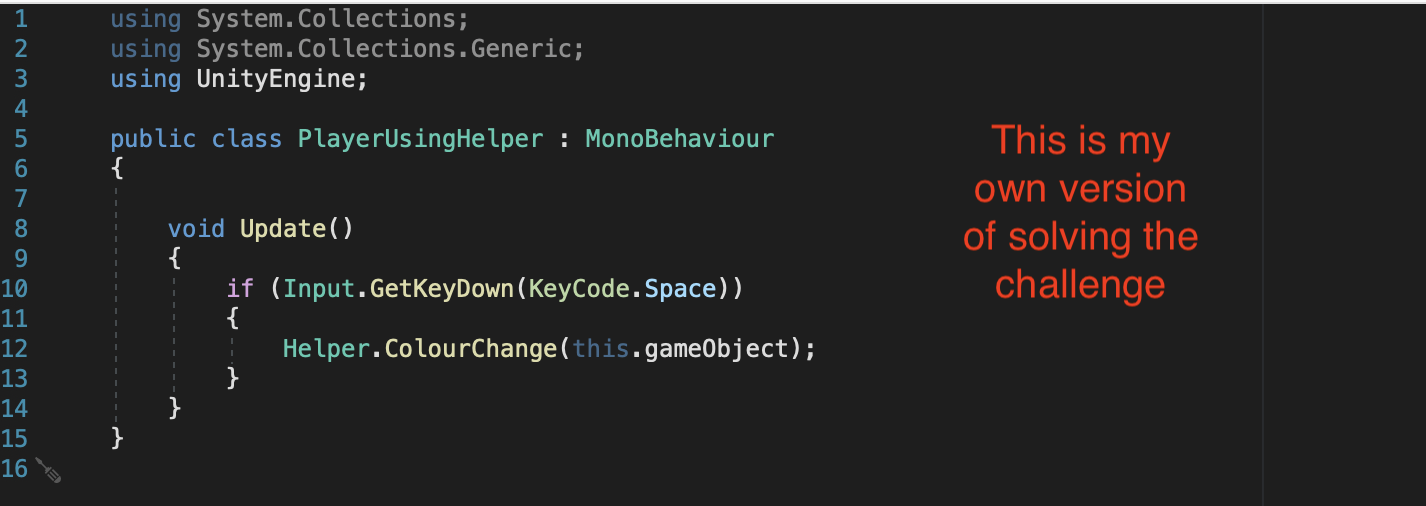 1 using System.Collections;
2 using System.Collections.Generic;
3 using UnityEngine;
4
5 public class PlayerUsingHelper : MonoBehaviour
6 {
7
8 void Update()
9 {
10 if (Input.GetKeyDown(KeyCode.Space))
11 {
12 Helper.ColourChange(this.gameObject);
13 }
14 }
15 }
16
This is my
own version
of solving the
challenge